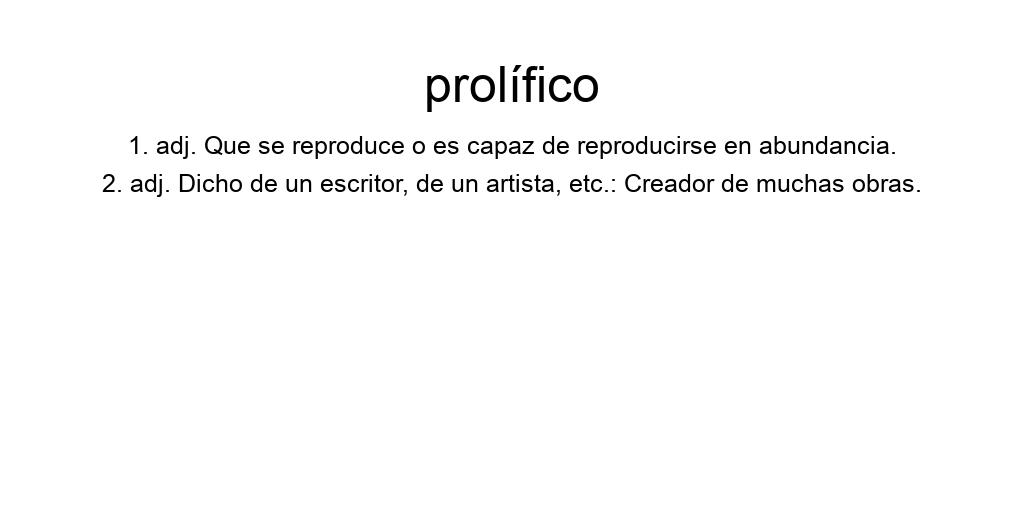 prolífico
1. adj. Que se reproduce o es capaz de reproducirse en abundancia.
2. adj. Dicho de un escritor, de un artista, etc.: Creador de muchas obras.